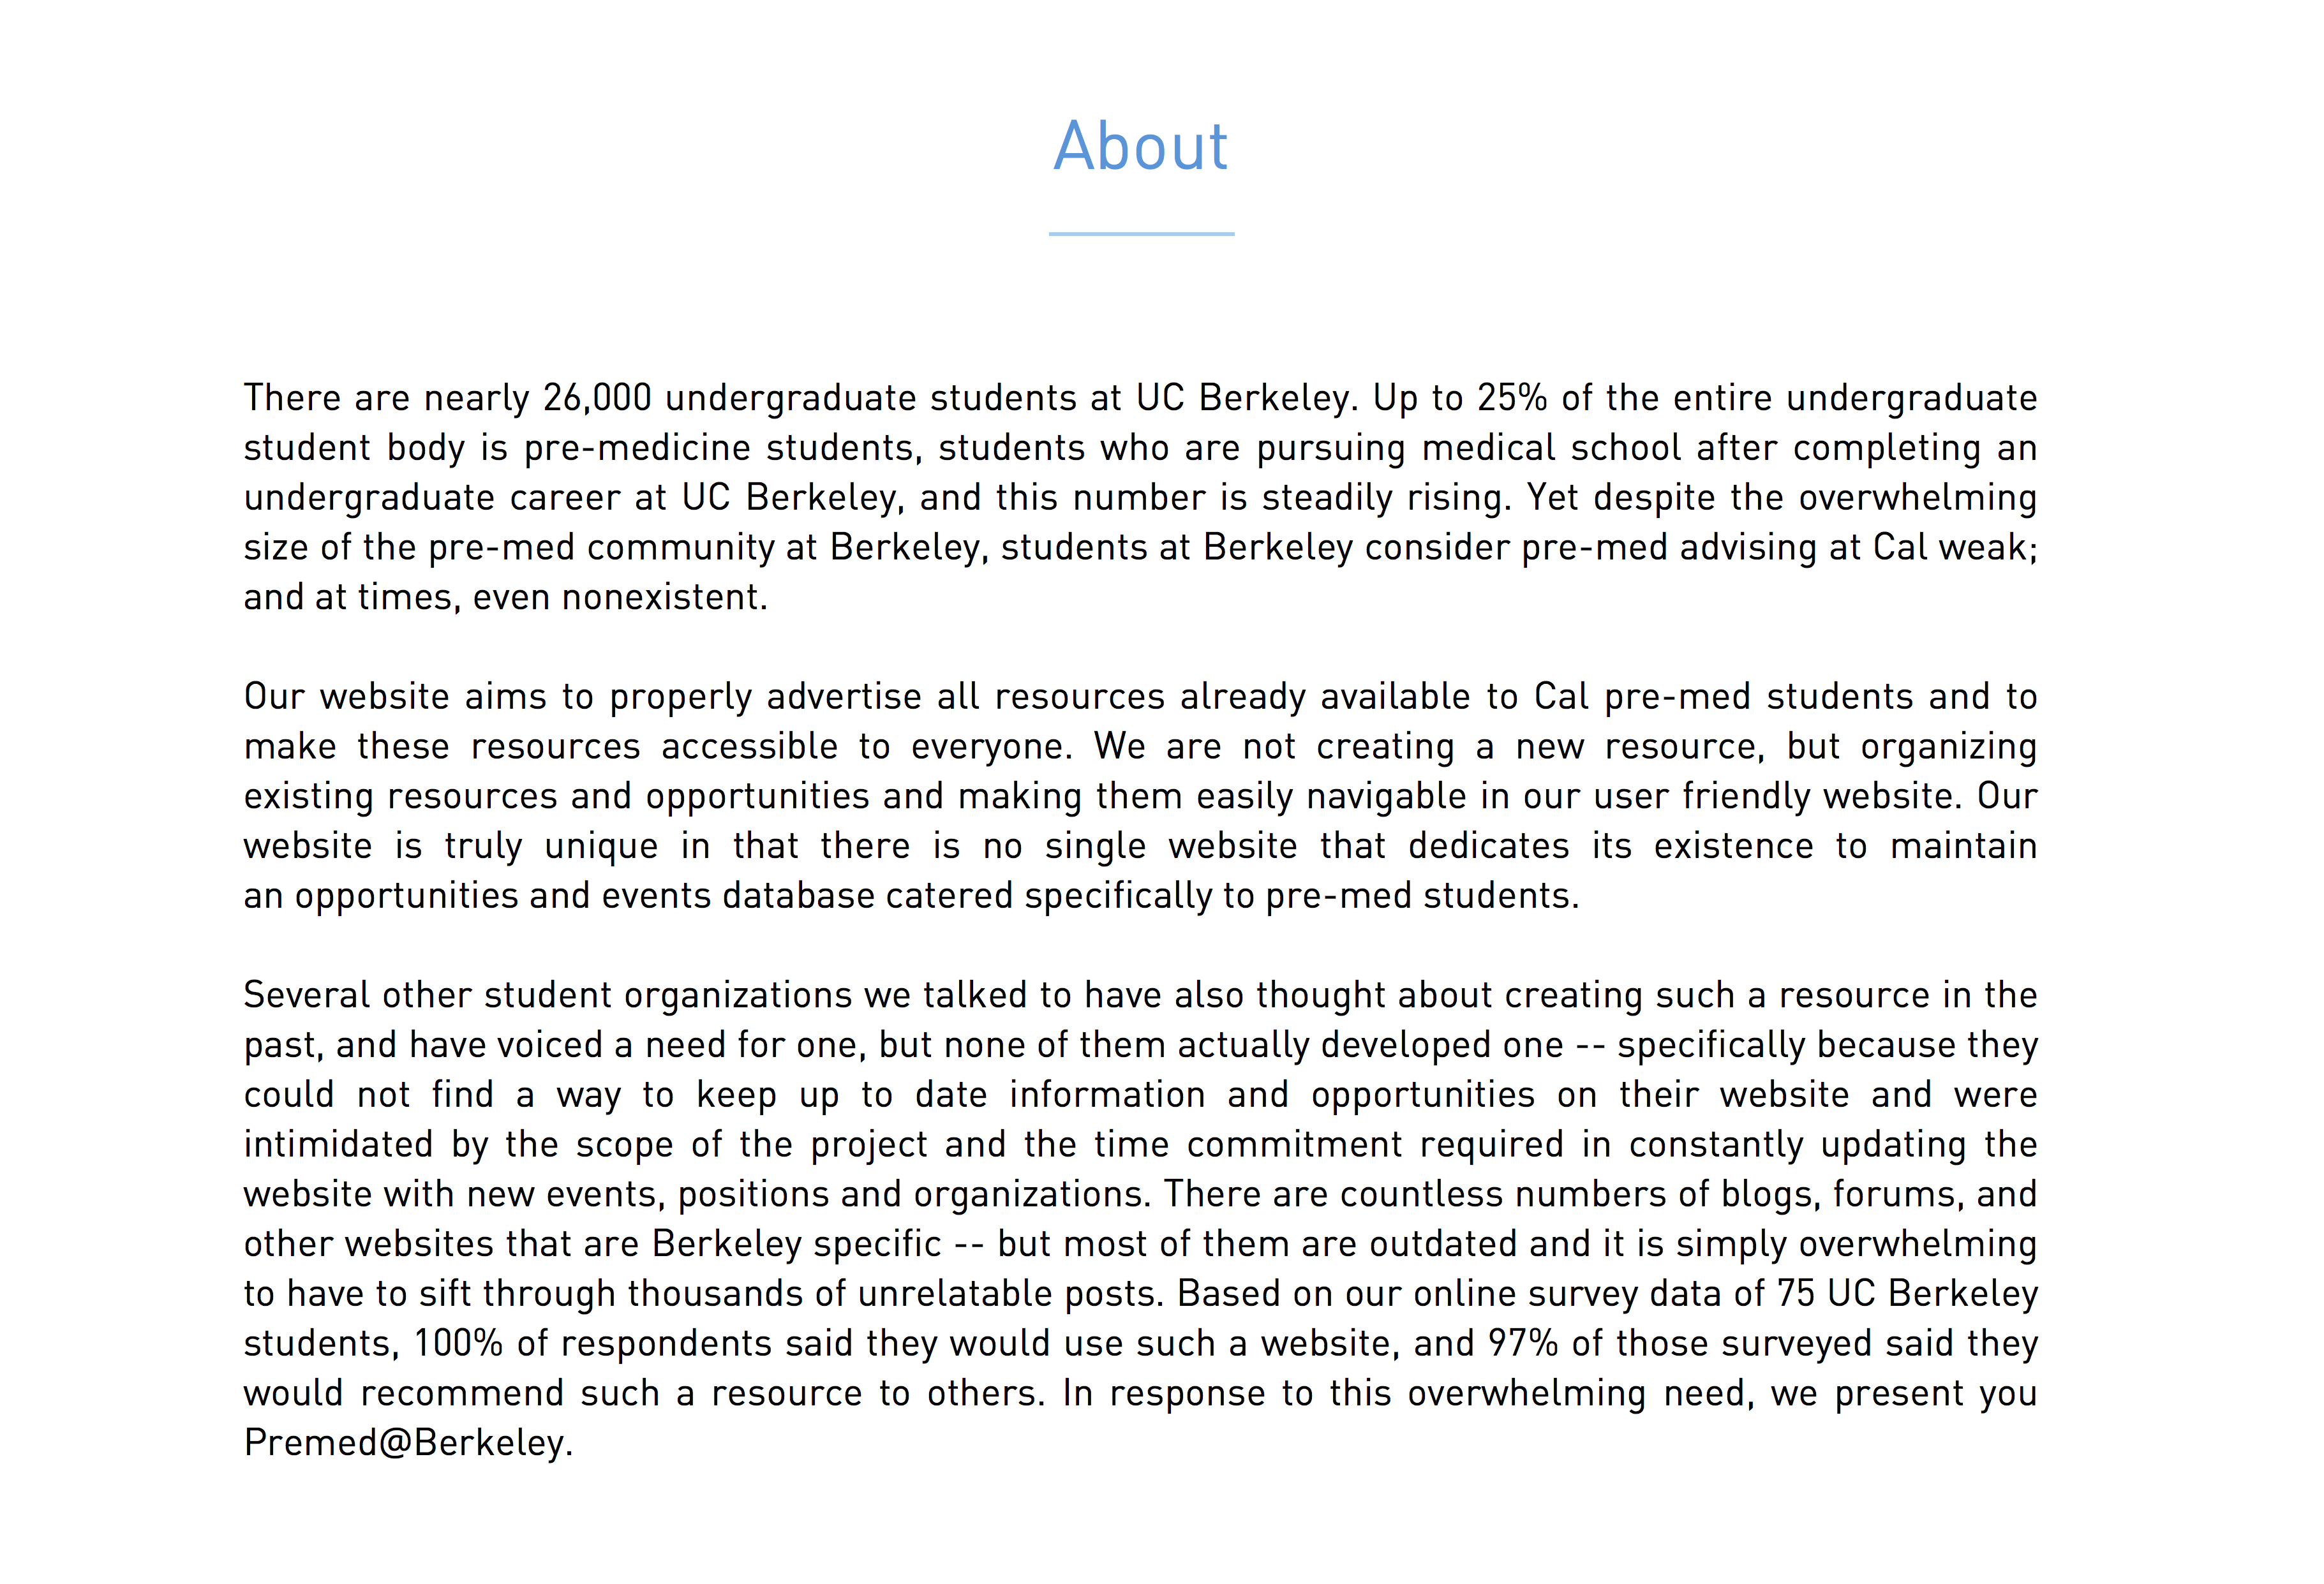 About
There are nearly 26,000 undergraduate students at UC Berkeley. Up to 25% of the entire undergraduate
student body is pre-medicine students, students who are pursuing medical school after completing an
undergraduate career at UC Berkeley, and this number is steadily rising. Yet despite the overwhelming
size of the pre-med community at Berkeley, students at Berkeley consider pre-med advising at Cal weak;
and at times, even nonexistent.
Our website aims to properly advertise all resources already available to Cal pre-med students and to
make these resources accessible to everyone. We are not creating a new resource, but organizing
existing resources and opportunities and making them easily navigable in our user friendly website. Our
website is truly unique in that there is no single website that dedicates its existence to maintain
an opportunities and events database catered specifically to pre-med students.
Several other student organizations we talked to have also thought about creating such a resource in the
past, and have voiced a need for one, but none of them actually developed one -- specifically because they
could not find a way to keep up to date information and opportunities on their website and were
intimidated by the scope of the project and the time commitment required in constantly updating the
website with new events, positions and organizations. There are countless numbers of blogs, forums, and
other websites that are Berkeley specific -- but most of them are outdated and it is simply overwhelming
to have to sift through thousands of unrelatable posts. Based on our online survey data of 75 UC Berkeley
students, 100% of respondents said they would use such a website, and 97% of those surveyed said they
would recommend such a resource to others. In response to this overwhelming need, we present you
Premed@Berkeley.